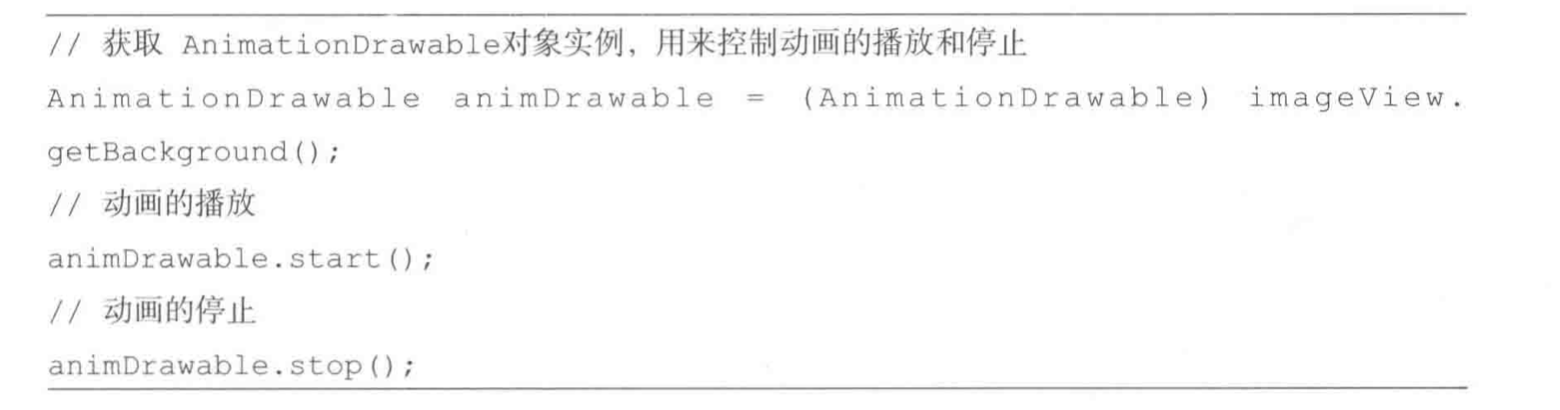 // 获取 AnimationDrawable对象实例，用来控制动画的播放和停止
AnimationDrawable animDrawable = (AnimationDrawable) imageView.
getBackground();
// 动画的播放
animDrawable.start();
// 动画的停止
animDrawable.stop();